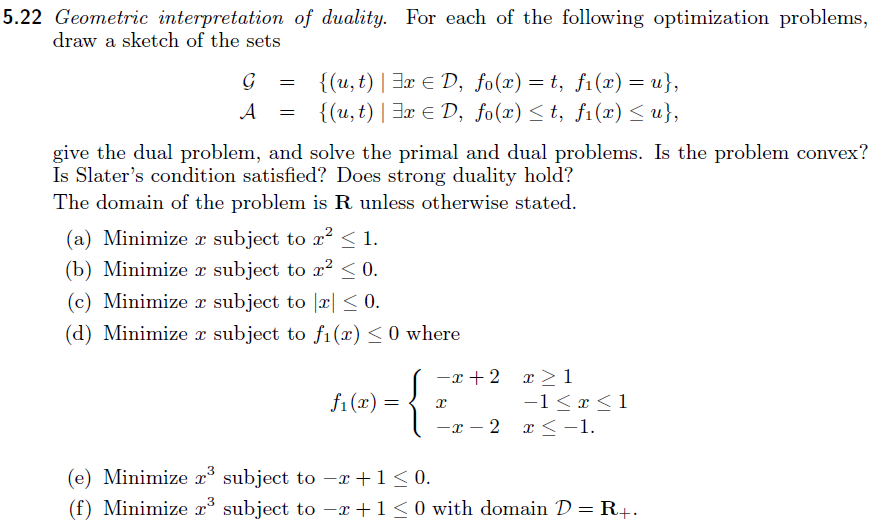 5.22 Geometric interpretation of duality. For each of the following optimization problems,
draw a sketch of the sets
𝒢 = {(u, t) | ∃x ∈ 𝒟, f₀(x) = t, f₁(x) = u},
𝒜 = {(u, t) | ∃x ∈ 𝒟, f₀(x) ≤ t, f₁(x) ≤ u},
give the dual problem, and solve the primal and dual problems. Is the problem convex?
Is Slater's condition satisfied? Does strong duality hold?
The domain of the problem is R unless otherwise stated.
(a) Minimize x subject to x² ≤ 1.
(b) Minimize x subject to x² ≤ 0.
(c) Minimize x subject to |x| ≤ 0.
(d) Minimize x subject to f₁(x) ≤ 0 where
f₁(x) = {
−x + 2 x ≥ 1
x −1 ≤ x ≤ 1
−x − 2 x ≤ −1.
(e) Minimize x³ subject to −x + 1 ≤ 0.
(f) Minimize x³ subject to −x + 1 ≤ 0 with domain 𝒟 = R₊.